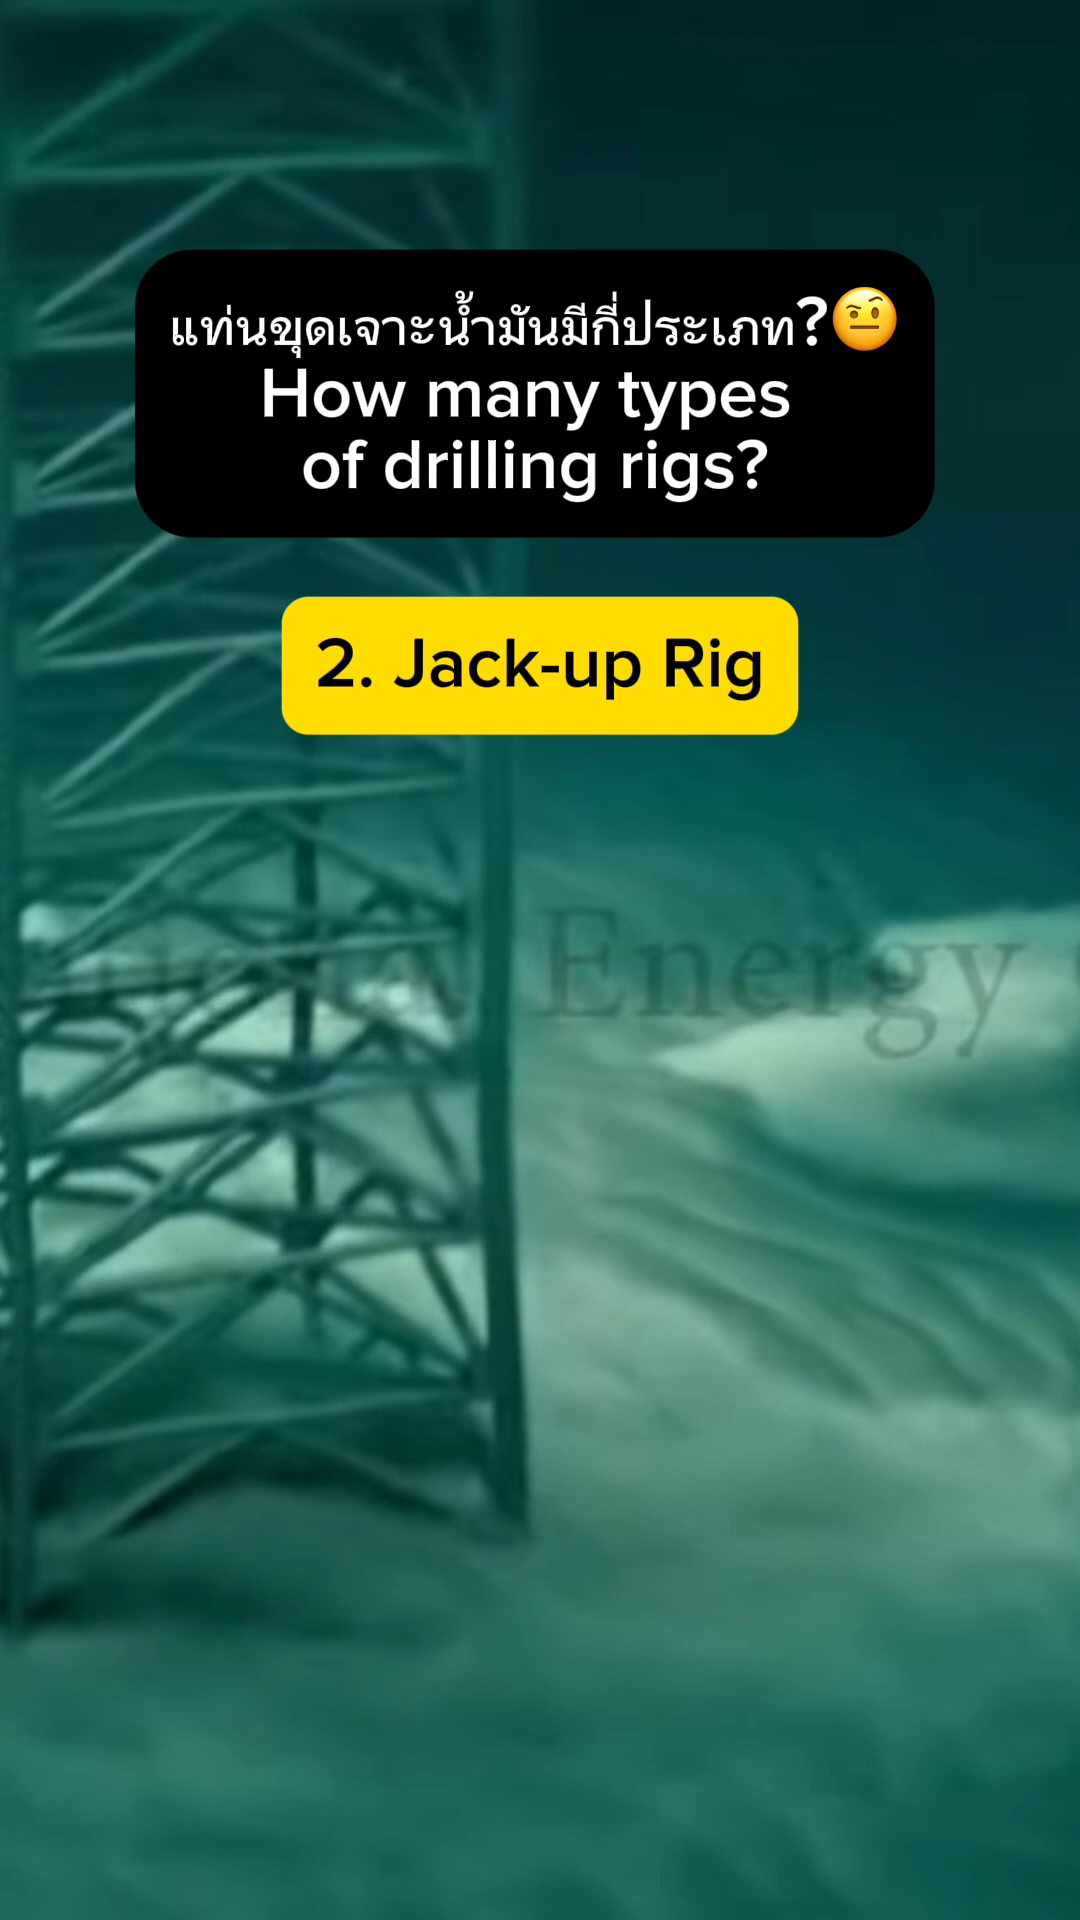 แท่นขุดเจาะน้ำมันมีกี่ประเภท?🤨
How many types
of drilling rigs?
2. Jack-up Rig
Energy